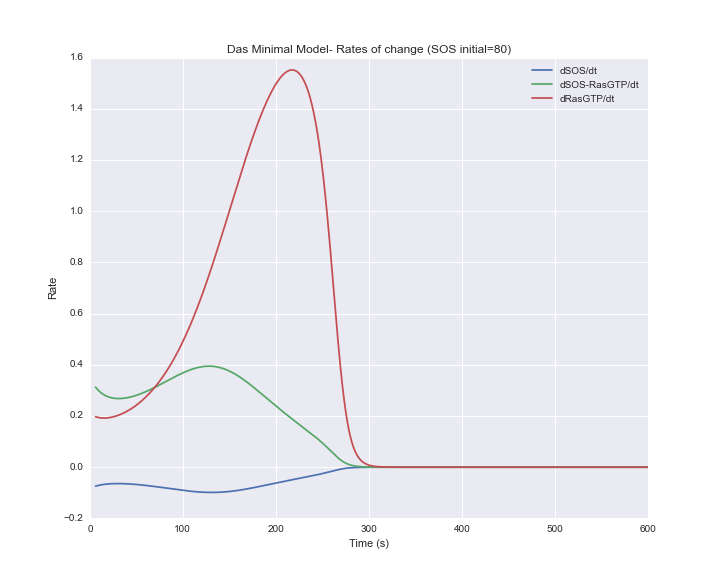 Das Minimal Model- Rates of change (SOS initial=80)
dSOS/dt
dSOS-RasGTP/dt
dRasGTP/dt
1.6
1.4
1.2
1.0
0.8
0.6
0.4
0.2
0.0
−0.2
Rate
0 100 200 300 400 500 600
Time (s)